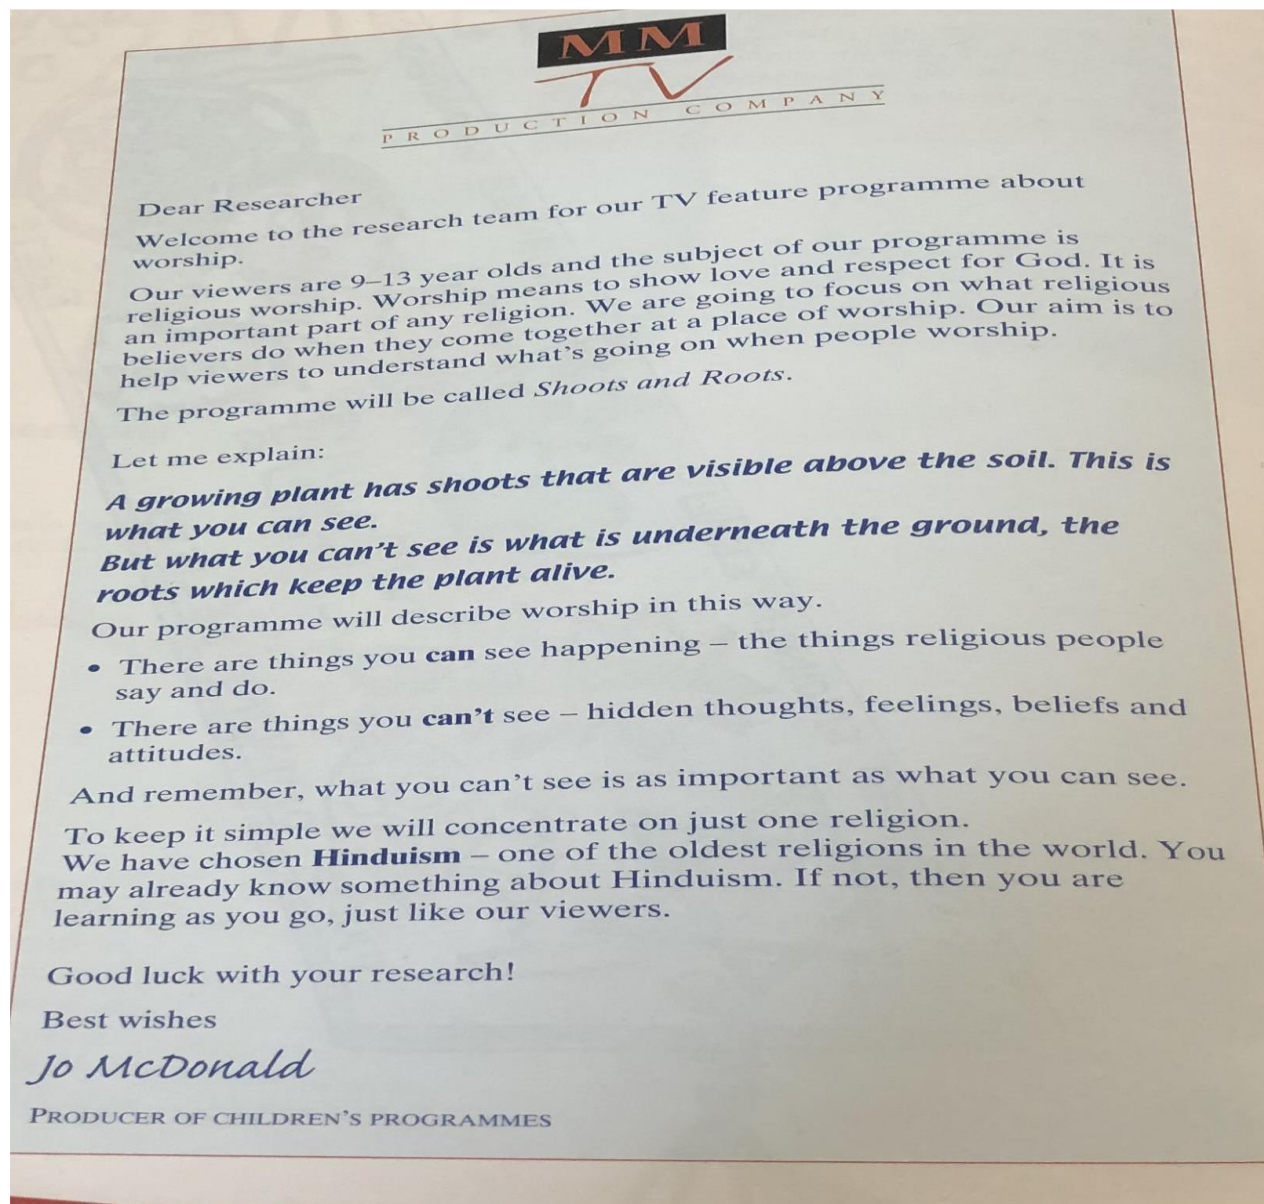 MM
TV
PRODUCTION COMPANY
Dear Researcher
Welcome to the research team for our TV feature programme about
worship.
Our viewers are 9–13 year olds and the subject of our programme is
religious worship. Worship means to show love and respect for God. It is
an important part of any religion. We are going to focus on what religious
believers do when they come together at a place of worship. Our aim is to
help viewers to understand what's going on when people worship.
The programme will be called Shoots and Roots.
Let me explain:
A growing plant has shoots that are visible above the soil. This is
what you can see.
But what you can't see is what is underneath the ground, the
roots which keep the plant alive.
Our programme will describe worship in this way.
• There are things you can see happening – the things religious people
say and do.
• There are things you can't see – hidden thoughts, feelings, beliefs and
attitudes.
And remember, what you can't see is as important as what you can see.
To keep it simple we will concentrate on just one religion.
We have chosen Hinduism – one of the oldest religions in the world. You
may already know something about Hinduism. If not, then you are
learning as you go, just like our viewers.
Good luck with your research!
Best wishes
Jo McDonald
PRODUCER OF CHILDREN'S PROGRAMMES